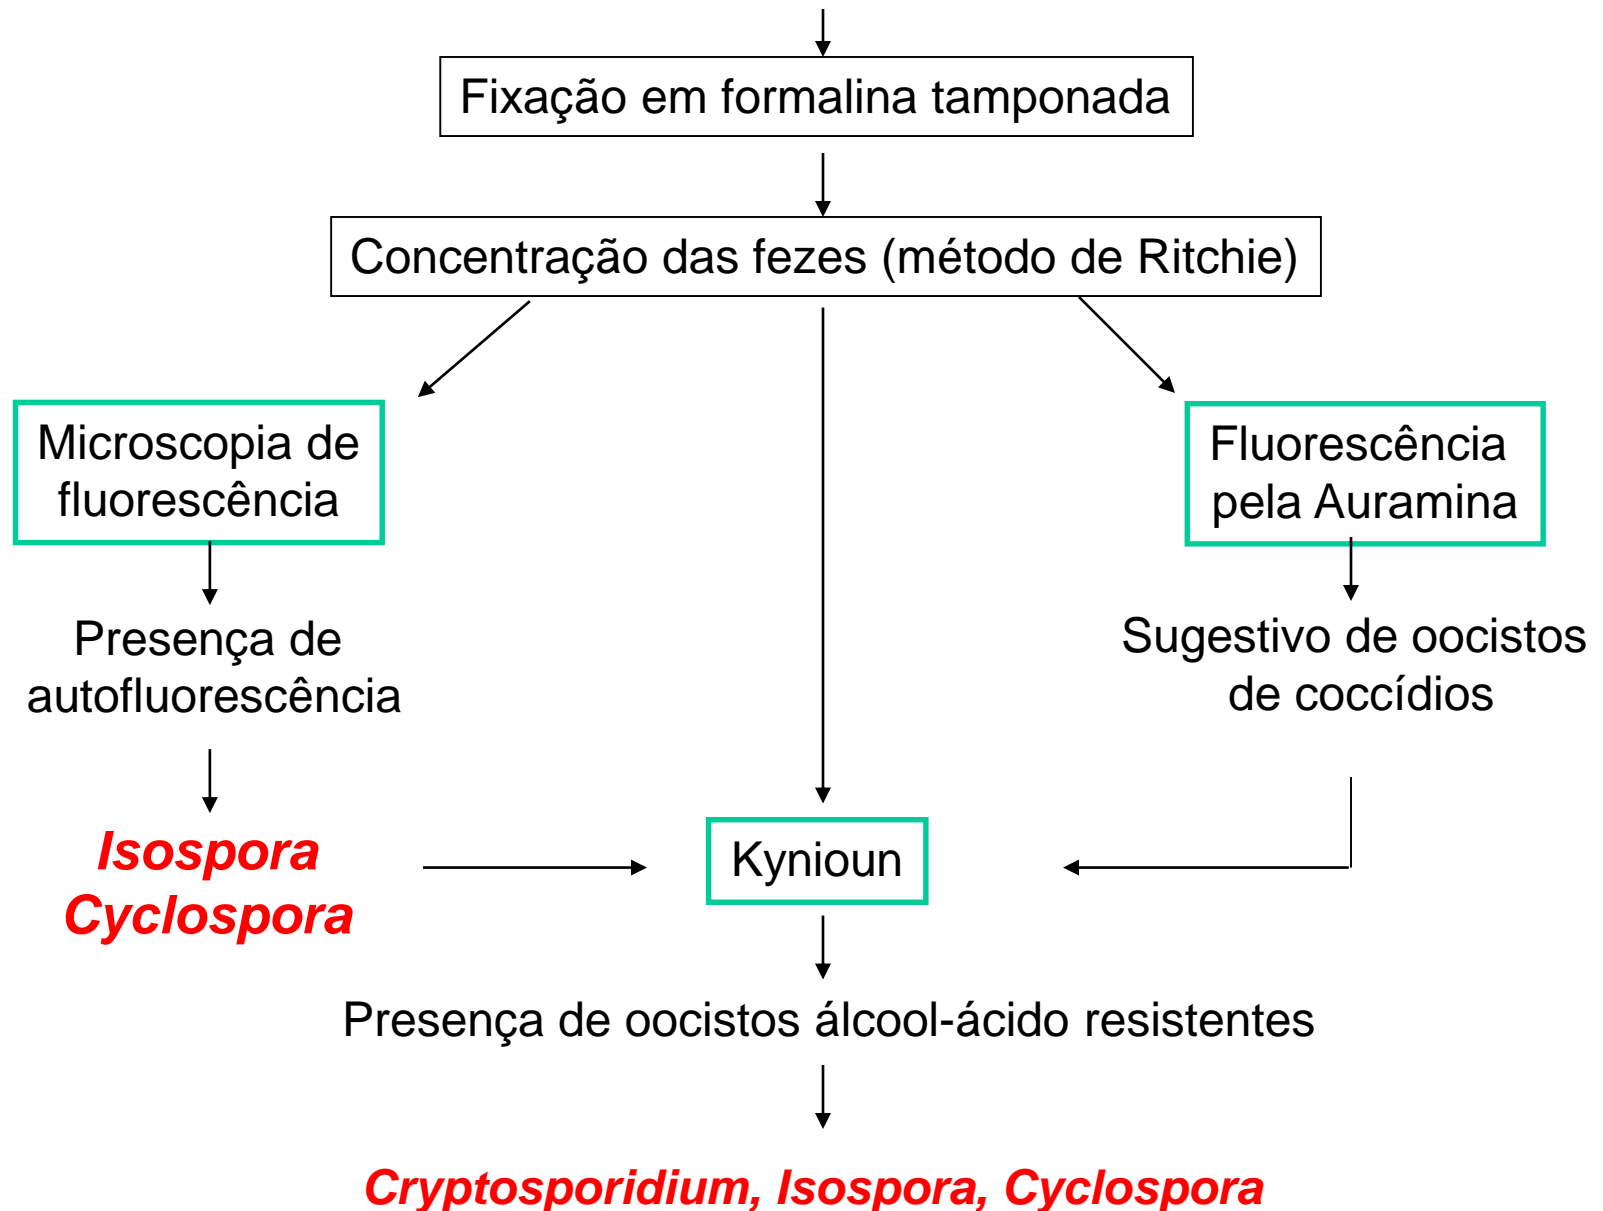 Fixação em formalina tamponada
Concentração das fezes (método de Ritchie)
Microscopia de
fluorescência
Fluorescência
pela Auramina
Presença de
autofluorescência
Sugestivo de oocistos
de coccídios
Isospora
Cyclospora
Kynioun
Presença de oocistos álcool-ácido resistentes
Cryptosporidium, Isospora, Cyclospora